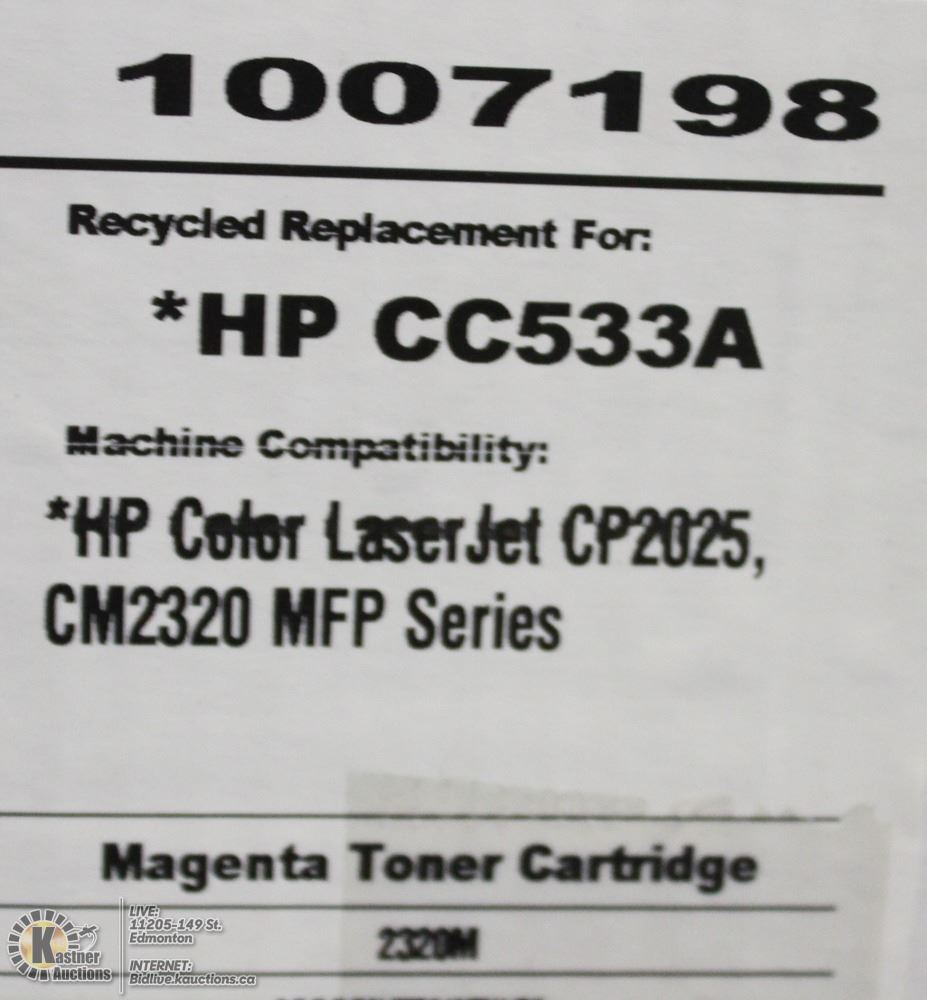 1007198
Recycled Replacement For:
*HP CC533A
Machine Compatibility:
*HP Color LaserJet CP2025,
CM2320 MFP Series
Magenta Toner Cartridge
2320M
Kastner
Auctions
LIVE:
11205-149 St.
Edmonton
INTERNET:
Bidlive.kauctions.ca